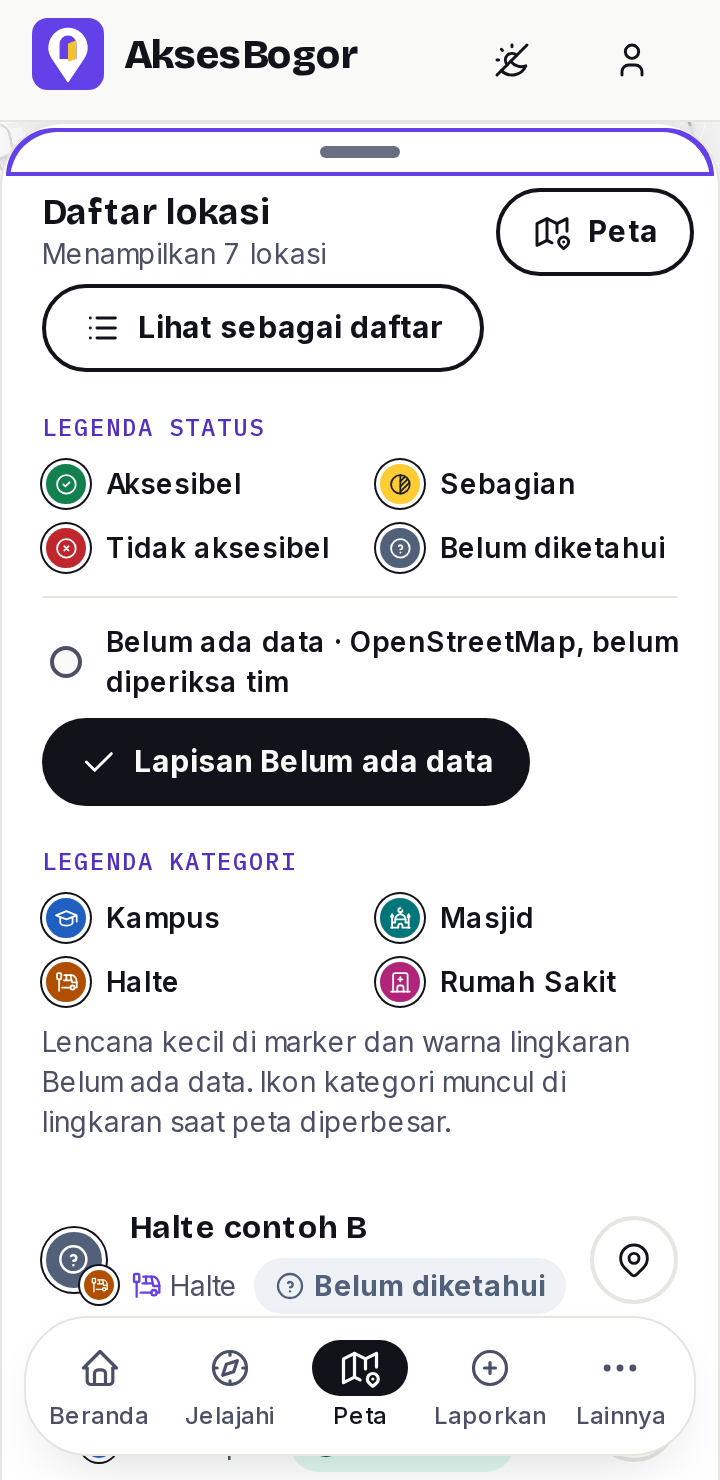 AksesBogor
Daftar lokasi
Menampilkan 7 lokasi
Peta
Lihat sebagai daftar
LEGENDA STATUS
Aksesibel
Sebagian
Tidak aksesibel
Belum diketahui
Belum ada data · OpenStreetMap, belum
diperiksa tim
Lapisan Belum ada data
LEGENDA KATEGORI
Kampus
Masjid
Halte
Rumah Sakit
Lencana kecil di marker dan warna lingkaran
Belum ada data. Ikon kategori muncul di
lingkaran saat peta diperbesar.
Halte contoh B
Halte
Belum diketahui
Beranda
Jelajahi
Peta
Laporkan
Lainnya